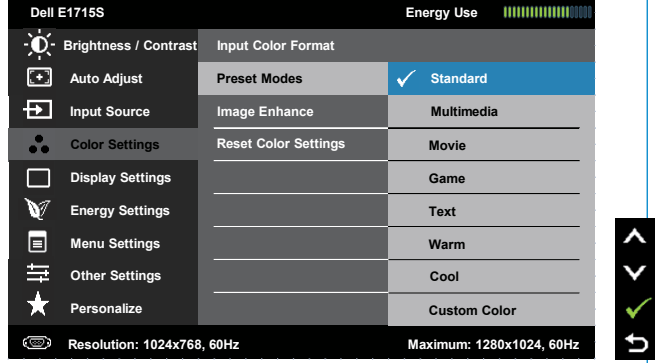 Dell E1715S Energy Use
Brightness / Contrast Input Color Format
Auto Adjust Preset Modes Standard
Input Source Image Enhance Multimedia
Color Settings Reset Color Settings Movie
Display Settings Game
Energy Settings Text
Menu Settings Warm
Other Settings Cool
Personalize Custom Color
Resolution: 1024x768, 60Hz Maximum: 1280x1024, 60Hz